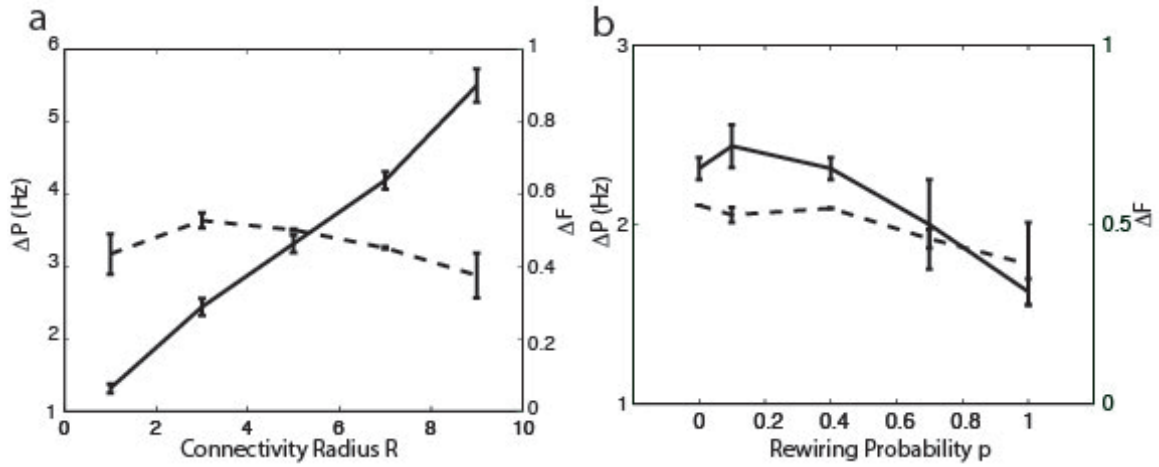 a
6
5
4
3
2
1
ΔP (Hz)
1
0.8
0.6
0.4
0.2
0
ΔF
0 2 4 6 8 10
Connectivity Radius R
b
3
2
1
ΔP (Hz)
1
0.5
0
ΔF
0 0.2 0.4 0.6 0.8 1
Rewiring Probability p